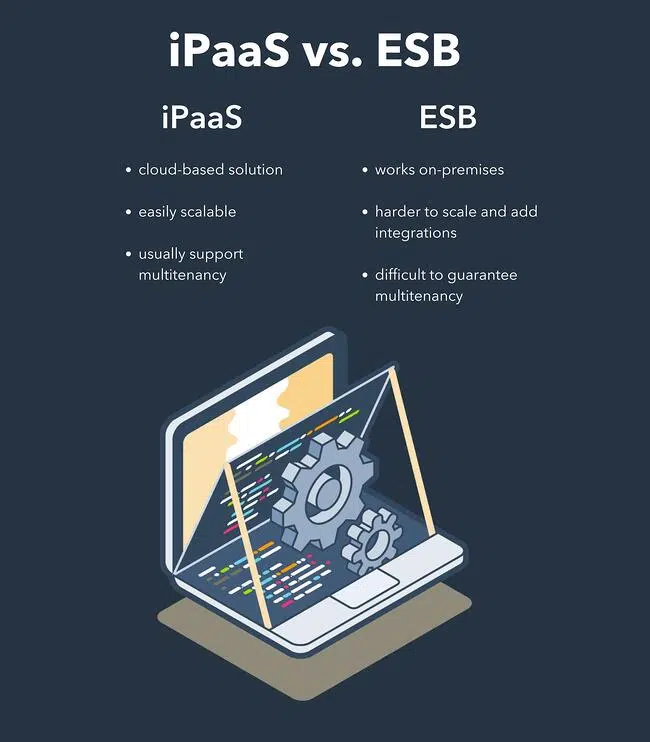 iPaaS vs. ESB
iPaaS
• cloud-based solution
• easily scalable
• usually support
multitenancy
ESB
• works on-premises
• harder to scale and add
integrations
• difficult to guarantee
multitenancy